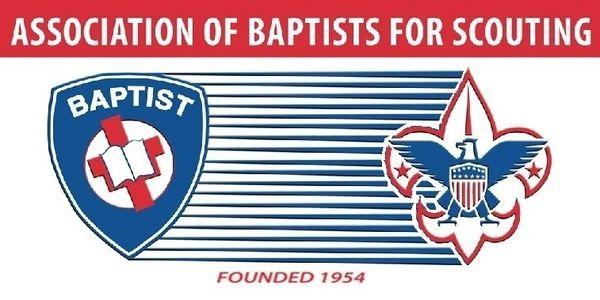 ASSOCIATION OF BAPTISTS FOR SCOUTING
BAPTIST
FOUNDED 1954